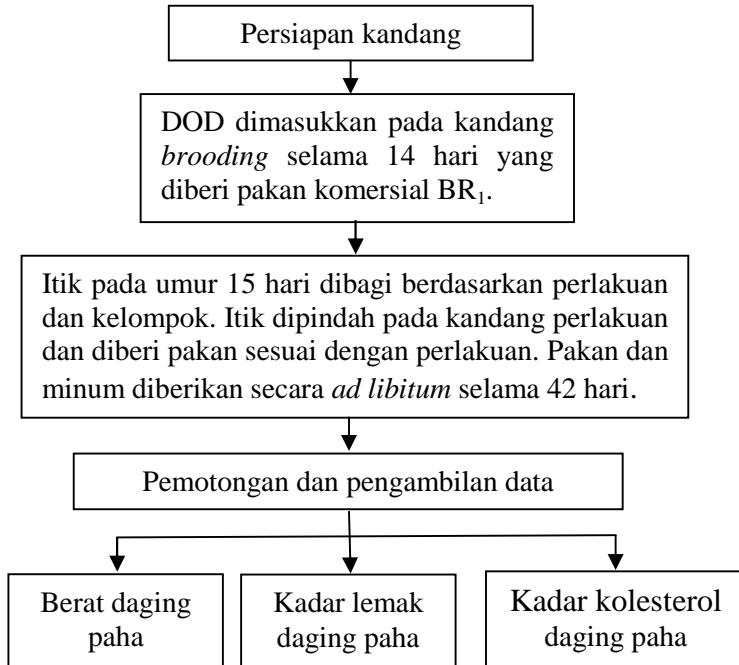 Persiapan kandang
DOD dimasukkan pada kandang
brooding selama 14 hari yang
diberi pakan komersial BR₁.
Itik pada umur 15 hari dibagi berdasarkan perlakuan
dan kelompok. Itik dipindah pada kandang perlakuan
dan diberi pakan sesuai dengan perlakuan. Pakan dan
minum diberikan secara ad libitum selama 42 hari.
Pemotongan dan pengambilan data
Berat daging
paha
Kadar lemak
daging paha
Kadar kolesterol
daging paha